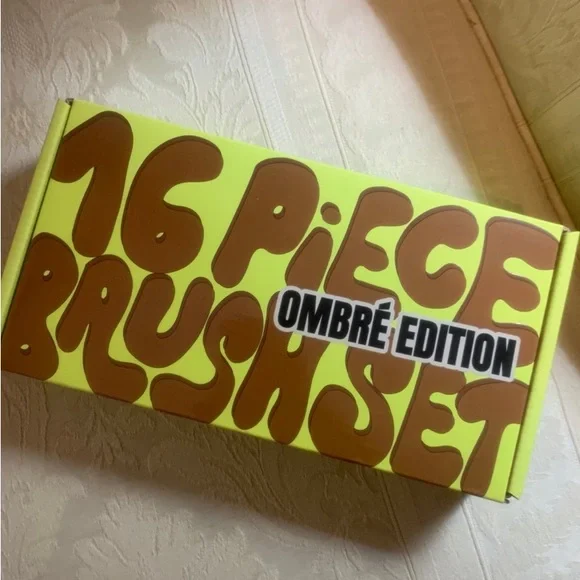 16 PiECE
BRUSH SET
OMBRÉ EDITION